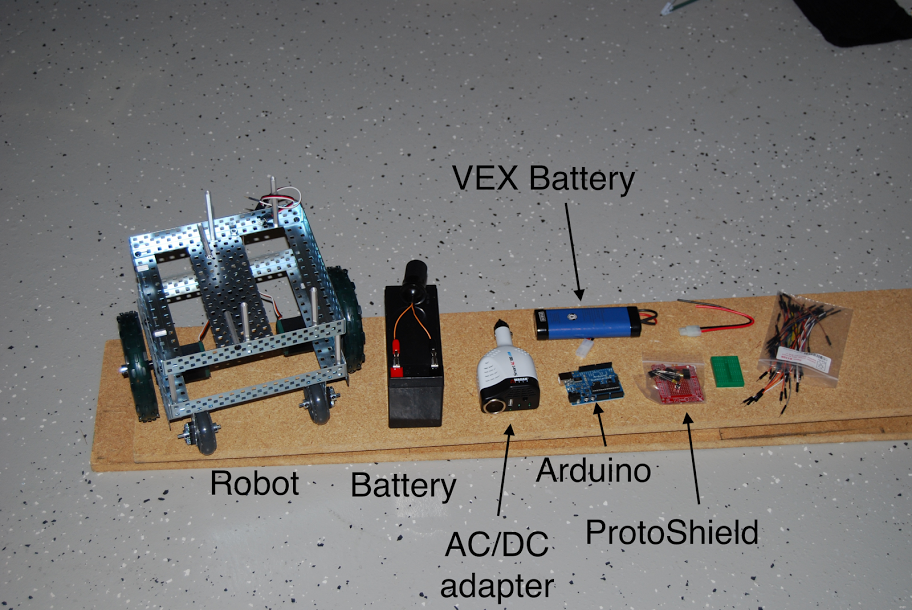 VEX Battery
Robot
Battery
Arduino
AC/DC
adapter
ProtoShield